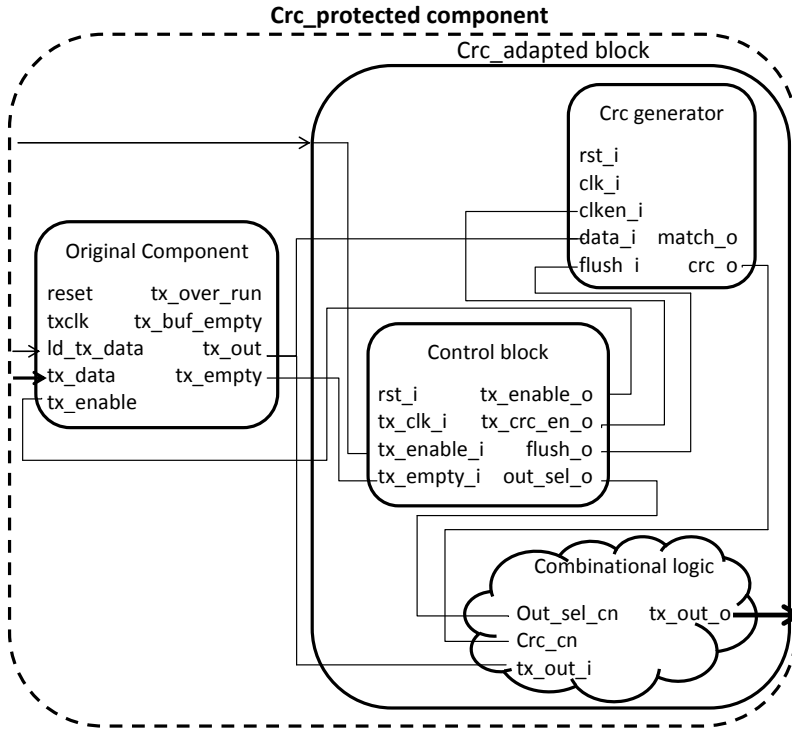 Crc_protected component
Crc_adapted block
Crc generator
rst_i
clk_i
clken_i
data_i match_o
flush_i crc_o
Original Component
reset tx_over_run
txclk tx_buf_empty
ld_tx_data tx_out
tx_data tx_empty
tx_enable
Control block
rst_i tx_enable_o
tx_clk_i tx_crc_en_o
tx_enable_i flush_o
tx_empty_i out_sel_o
Combinational logic
Out_sel_cn tx_out_o
Crc_cn
tx_out_i